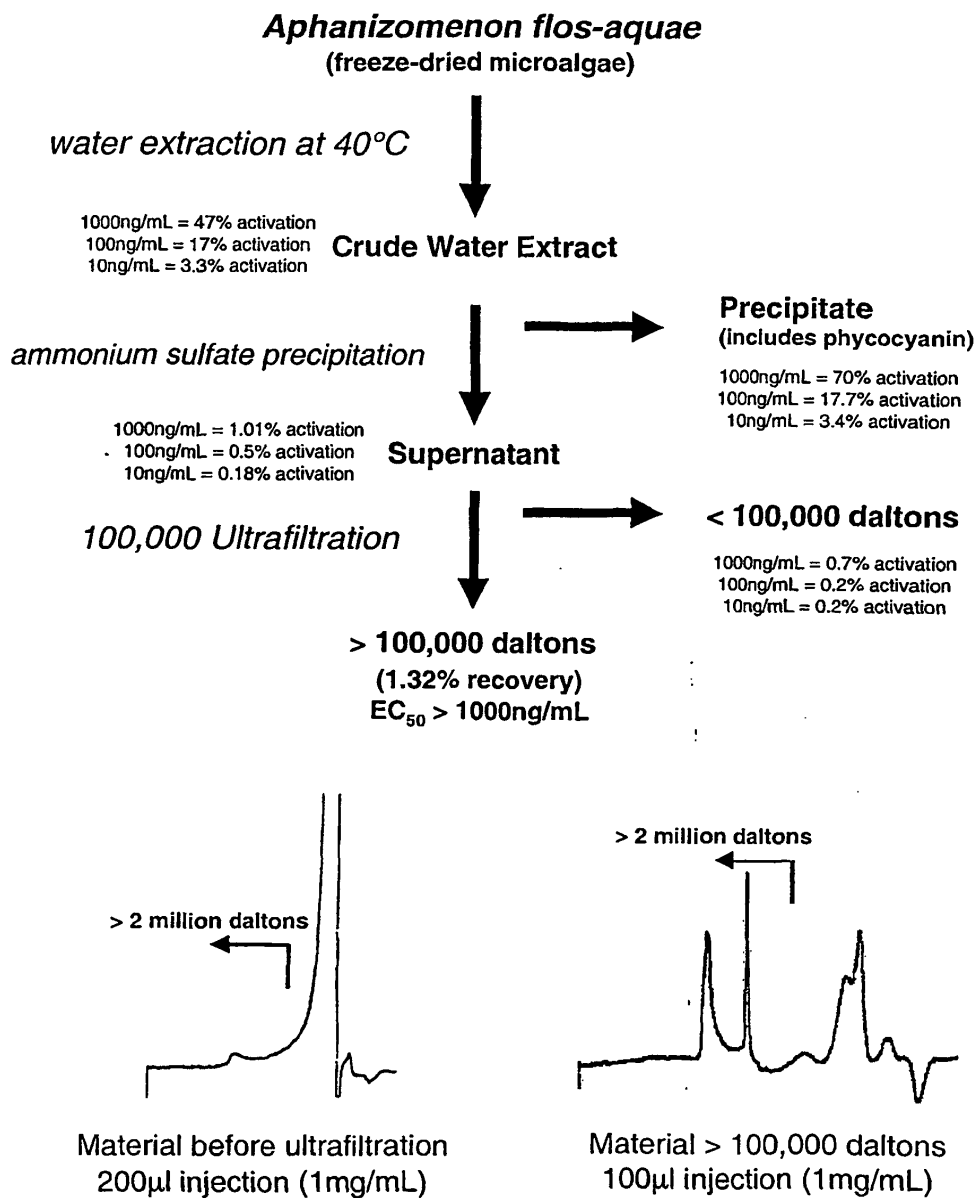 Aphanizomenon flos-aquae
(freeze-dried microalgae)
water extraction at 40°C
1000ng/mL = 47% activation
100ng/mL = 17% activation
10ng/mL = 3.3% activation
Crude Water Extract
Precipitate
(includes phycocyanin)
1000ng/mL = 70% activation
100ng/mL = 17.7% activation
10ng/mL = 3.4% activation
ammonium sulfate precipitation
1000ng/mL = 1.01% activation
100ng/mL = 0.5% activation
10ng/mL = 0.18% activation
Supernatant
< 100,000 daltons
1000ng/mL = 0.7% activation
100ng/mL = 0.2% activation
10ng/mL = 0.2% activation
100,000 Ultrafiltration
> 100,000 daltons
(1.32% recovery)
EC50 > 1000ng/mL
> 2 million daltons
> 2 million daltons
Material before ultrafiltration
200µl injection (1mg/mL)
Material > 100,000 daltons
100µl injection (1mg/mL)